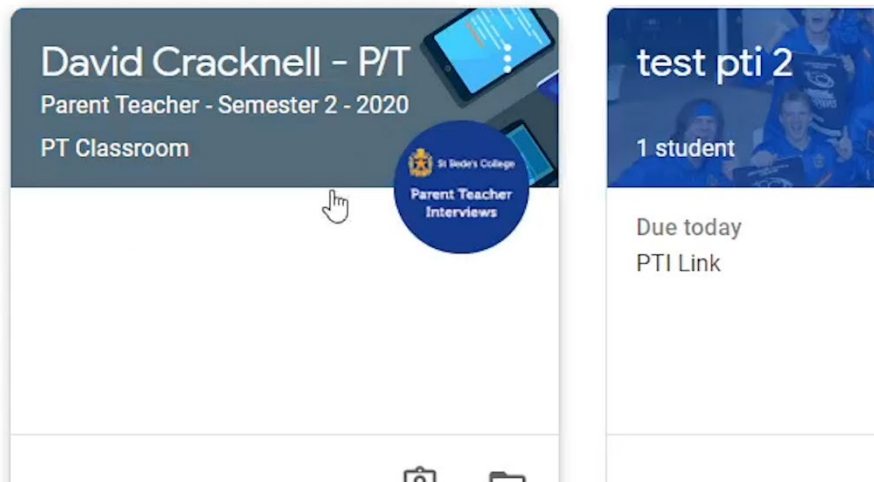 David Cracknell - P/T
Parent Teacher - Semester 2 - 2020
PT Classroom
St Bede's College
Parent Teacher
Interviews
test pti 2
1 student
Due today
PTI Link